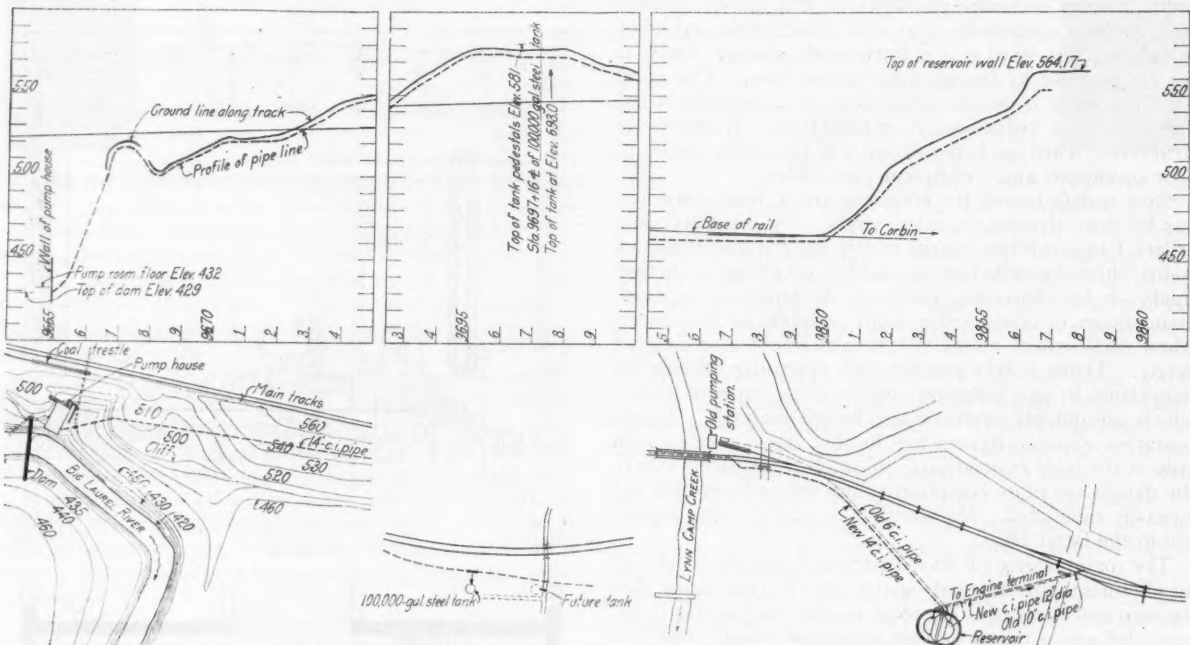 550
500
450
Ground line along track
Profile of pipe line
W. Wall of pump house
Pump room floor Elev. 432
Top of dam Elev. 429
9665
6.
7.
8.
9
9670
1.
2.
3.
Top of tank pedestals Elev. 581
Sta. 9697+16 ₵ of 100,000 gal. steel tank
Top of tank at Elev. 693.0
3.
4.
9695
6.
7.
8.
9.
Top of reservoir wall Elev. 564.17
Base of rail
To Corbin
550
500
450
5.
6.
7.
8.
9.
9850
1
2
3
4
9855
6
7
8
9
9860
Coal trestle
Pump house
500
510
Main tracks
560
14" c.i. pipe
540
530
520
500
Cliff
460
450
430
420
BIG LAUREL RIVER
Dam
435
440
460
100,000-gal. steel tank
Future tank
Old pumping
station.
LYNN CAMP CREEK
Old 6" c.i. pipe
New 14" c.i. pipe
To Engine terminal
New c.i. pipe 12" dia
Old 10" c.i. pipe
Reservoir